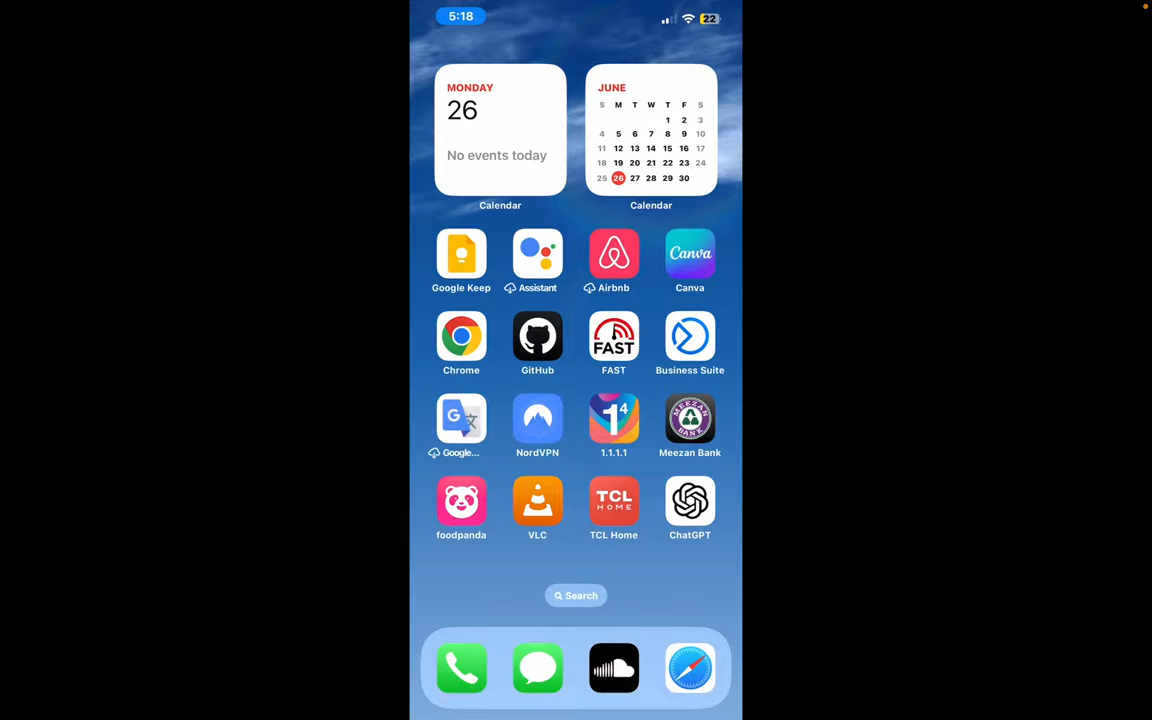 5:18
22
MONDAY
26
No events today
Calendar
JUNE
S M T W T F S
1 2 3
4 5 6 7 8 9 10
11 12 13 14 15 16 17
18 19 20 21 22 23 24
25 26 27 28 29 30
Calendar
Google Keep
Assistant
Airbnb
Canva
Canva
Chrome
GitHub
FAST
FAST
Business Suite
G
Google...
NordVPN
1⁴
1.1.1.1
MEEZAN BANK
Meezan Bank
foodpanda
VLC
TCL
HOME
TCL Home
ChatGPT
Search